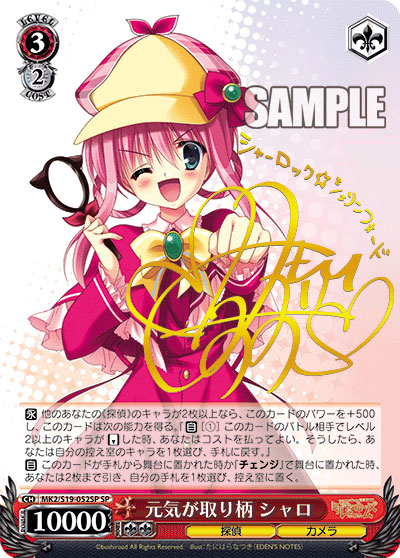 LEVEL
3
2
COST
SAMPLE
シャーロック☆シェリンフォード
永 他のあなたの《探偵》のキャラが2枚以上なら、このカードのパワーを+500
し、このカードは次の能力を得る。『自 [①] このカードのバトル相手でレベル
2以上のキャラが した時、あなたはコストを払ってよい。そうしたら、あ
なたは自分の控え室のキャラを1枚選び、手札に戻す。』
自 このカードが手札から舞台に置かれた時か「チェンジ」で舞台に置かれた時、
あなたは2枚まで引き、自分の手札を1枚選び、控え室に置く。
CH MK2/S19-052SP SP
10000
元気が取り柄 シャロ
探偵
カメラ
©bushiroad All Rights Reserved. illust:たにはらなつき(EDEN'S NOTES)